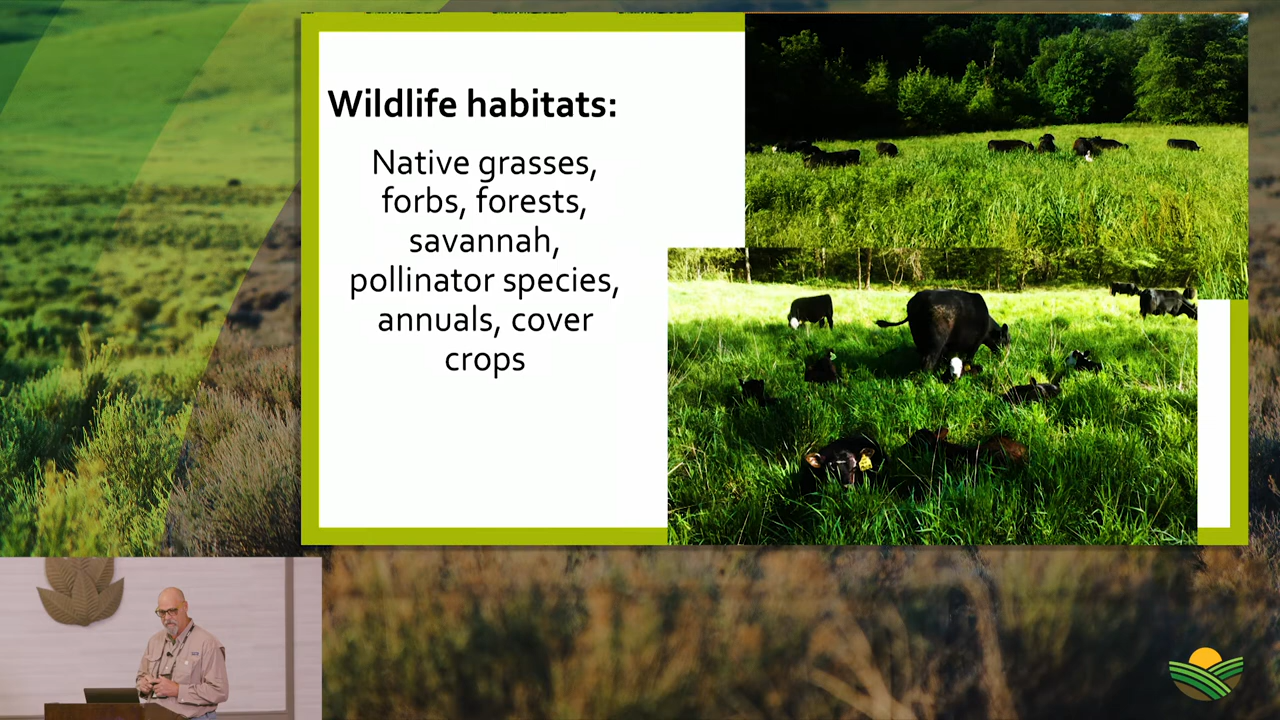 Wildlife habitats:
Native grasses,
forbs, forests,
savannah,
pollinator species,
annuals, cover
crops